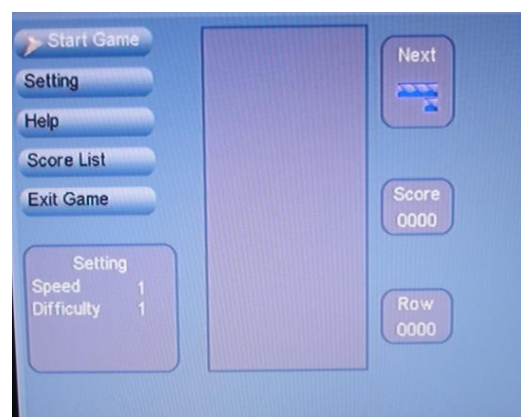 Start Game
Setting
Help
Score List
Exit Game
Setting
Speed 1
Difficulty 1
Next
Score
0000
Row
0000